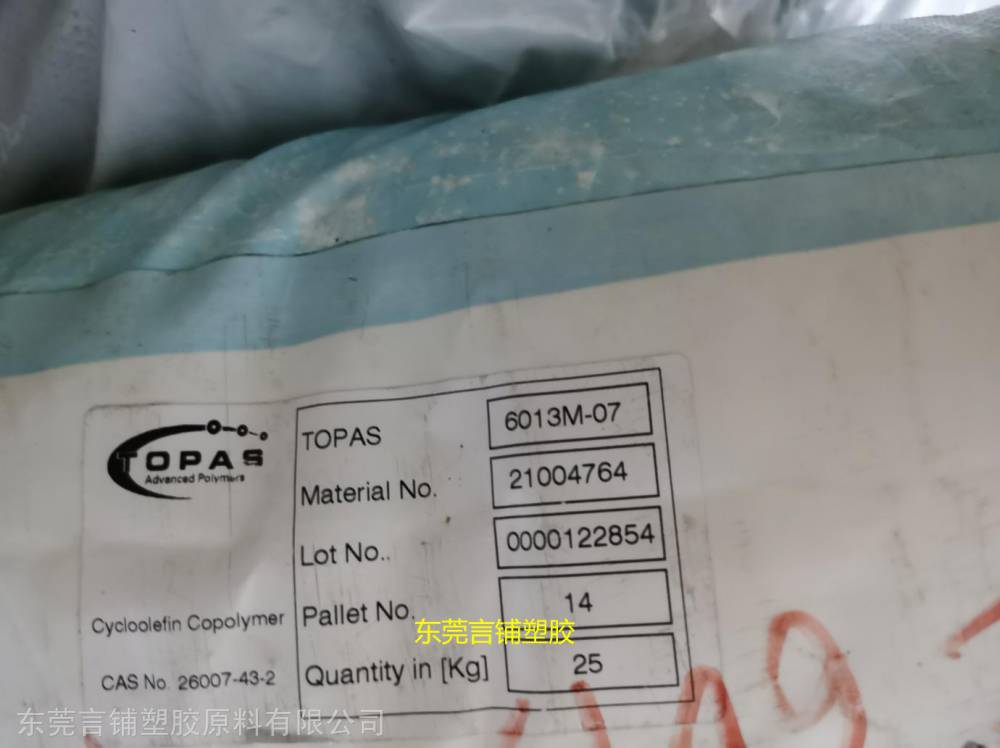 TOPAS
Advanced Polymers
Cycloolefin Copolymer
CAS No. 26007-43-2
TOPAS 6013M-07
Material No. 21004764
Lot No.. 0000122854
Pallet No. 14
Quantity in [Kg] 25
东莞言铺塑胶
东莞言铺塑胶原料有限公司